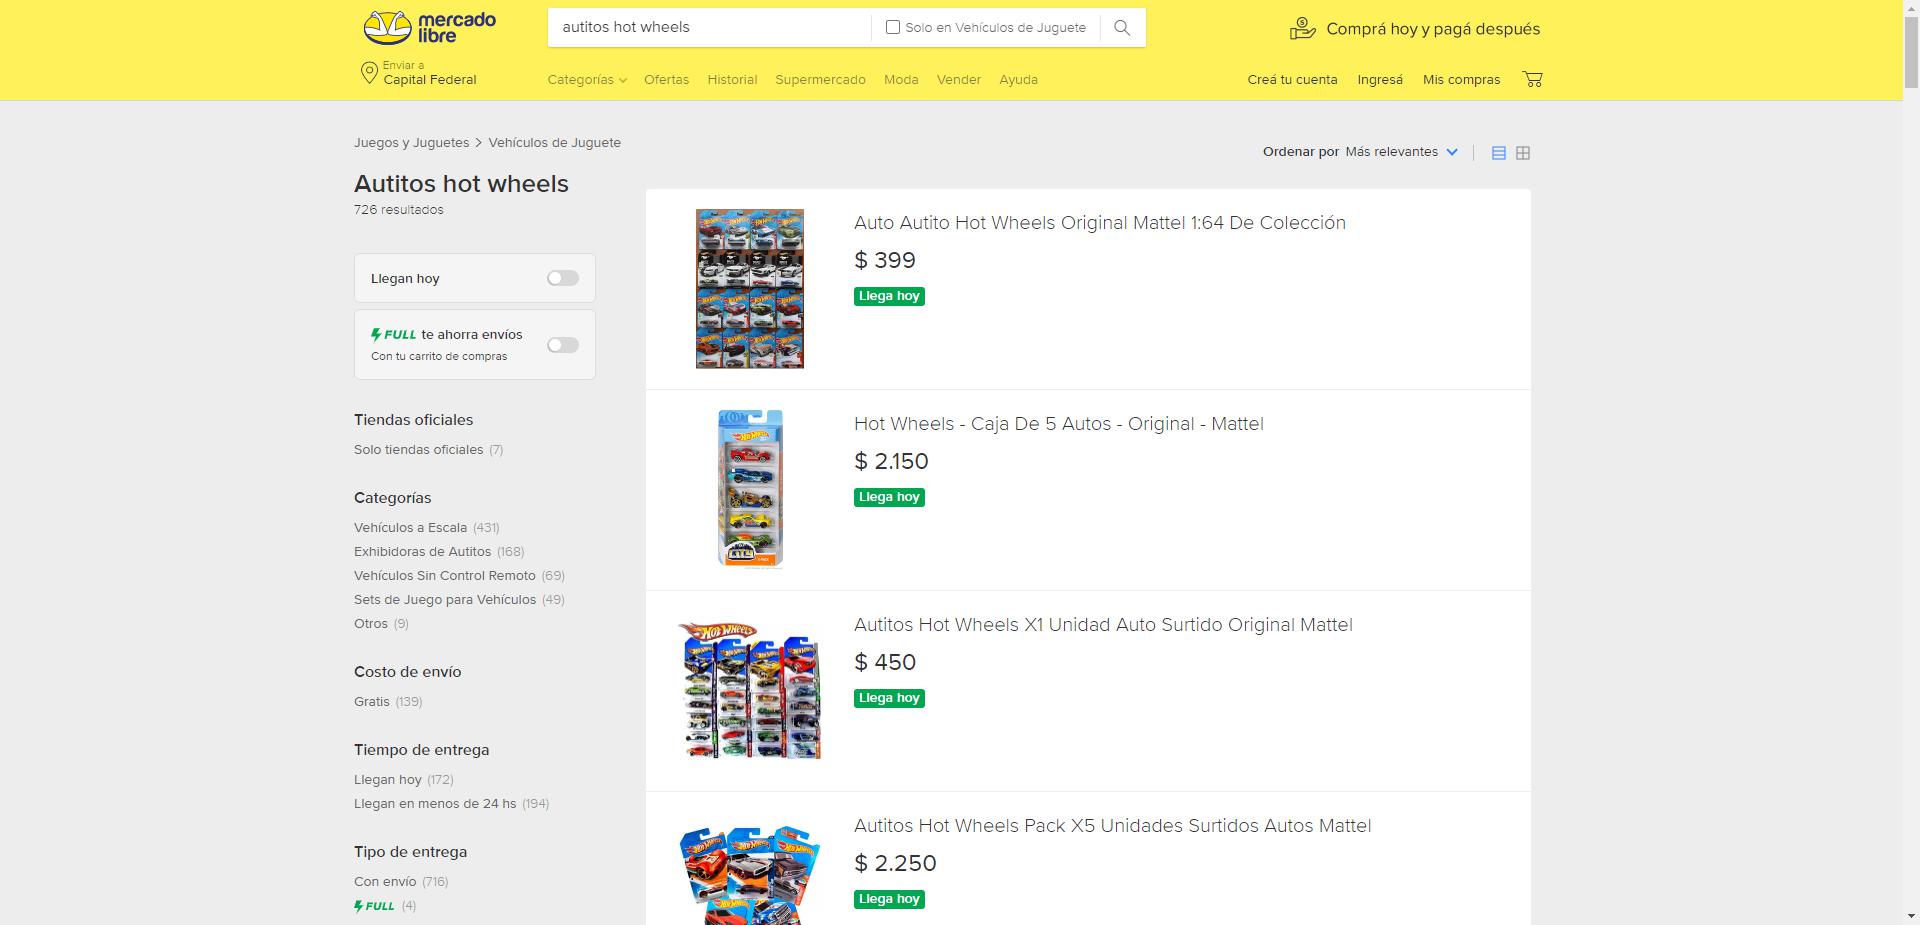 mercado
libre
autitos hot wheels
Solo en Vehículos de Juguete
Comprá hoy y pagá después
Enviar a
Capital Federal
Categorías
Ofertas
Historial
Supermercado
Moda
Vender
Ayuda
Creá tu cuenta
Ingresá
Mis compras
Juegos y Juguetes > Vehículos de Juguete
Ordenar por Más relevantes
Autitos hot wheels
726 resultados
Llegan hoy
FULL te ahorra envíos
Con tu carrito de compras
Tiendas oficiales
Solo tiendas oficiales (7)
Categorías
Vehículos a Escala (431)
Exhibidoras de Autitos (168)
Vehículos Sin Control Remoto (69)
Sets de Juego para Vehículos (49)
Otros (9)
Costo de envío
Gratis (139)
Tiempo de entrega
Llegan hoy (172)
Llegan en menos de 24 hs (194)
Tipo de entrega
Con envío (716)
FULL (4)
Auto Autito Hot Wheels Original Mattel 1:64 De Colección
$ 399
Llega hoy
Hot Wheels - Caja De 5 Autos - Original - Mattel
$ 2.150
Llega hoy
HOT WHEELS
Autitos Hot Wheels X1 Unidad Auto Surtido Original Mattel
$ 450
Llega hoy
Autitos Hot Wheels Pack X5 Unidades Surtidos Autos Mattel
$ 2.250
Llega hoy